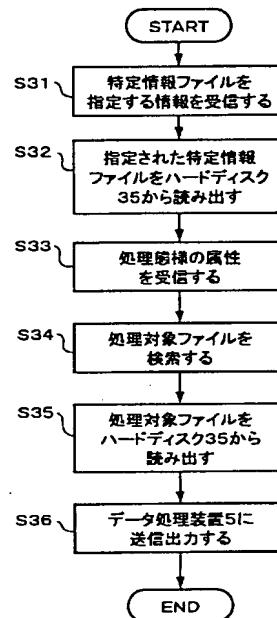 START
S31
特定情報ファイルを
指定する情報を受信する
S32
指定された特定情報
ファイルをハードディスク
35から読み出す
S33
処理態様の属性
を受信する
S34
処理対象ファイルを
検索する
S35
処理対象ファイルを
ハードディスク35から
読み出す
S36
データ処理装置5に
送信出力する
END